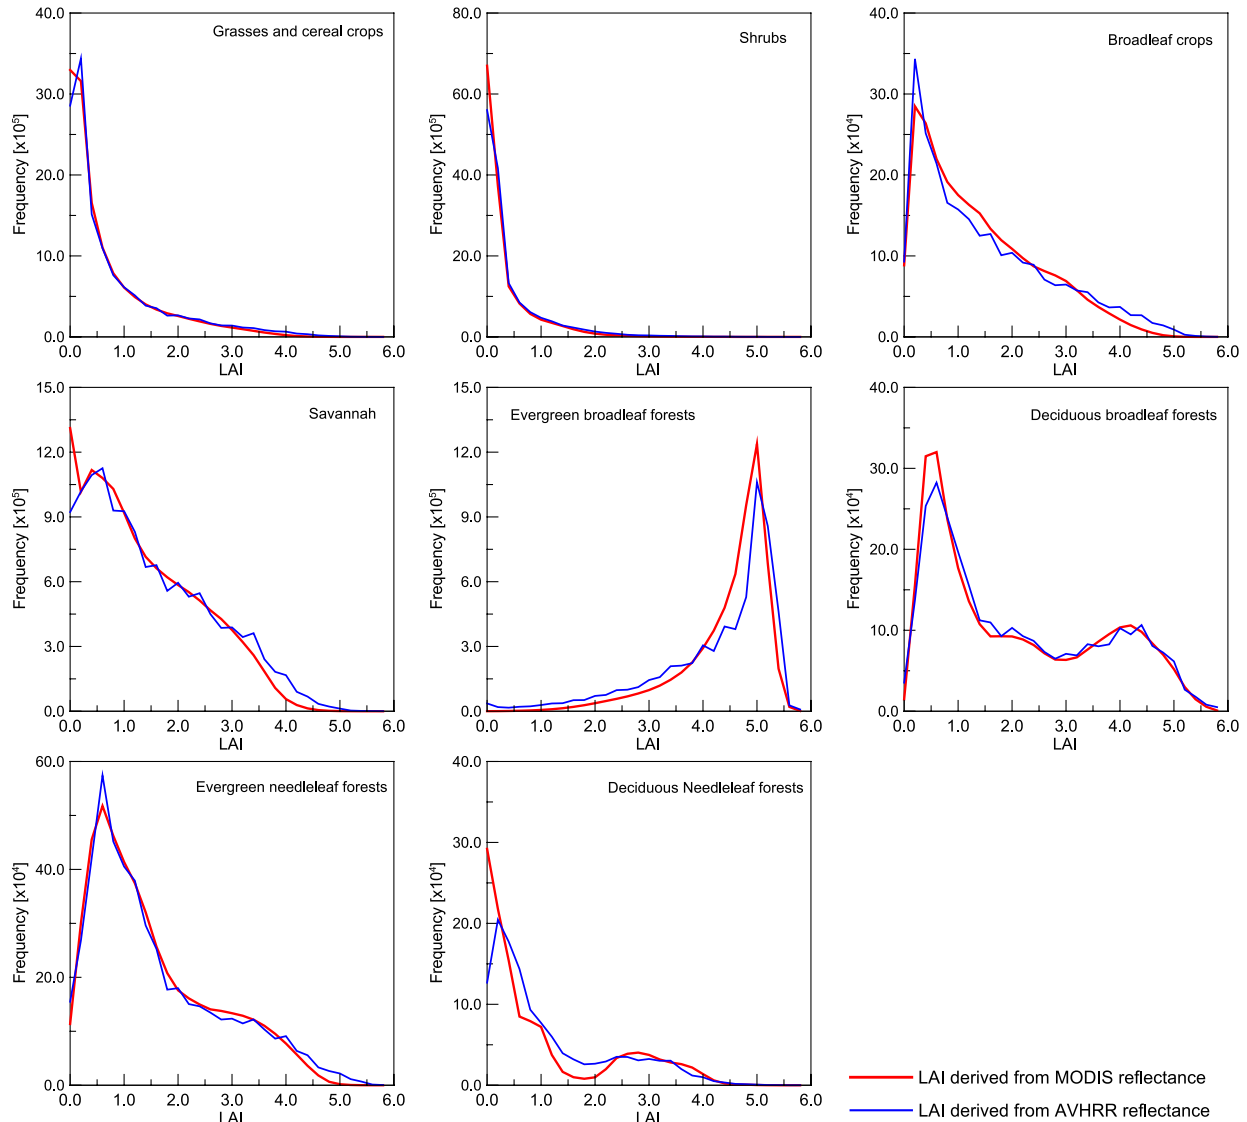 Grasses and cereal crops
Frequency [x10⁵]
40.0
30.0
20.0
10.0
0.0
0.0 1.0 2.0 3.0 4.0 5.0 6.0
LAI
Shrubs
Frequency [x10⁵]
80.0
60.0
40.0
20.0
0.0
0.0 1.0 2.0 3.0 4.0 5.0 6.0
LAI
Broadleaf crops
Frequency [x10⁴]
40.0
30.0
20.0
10.0
0.0
0.0 1.0 2.0 3.0 4.0 5.0 6.0
LAI
Savannah
Frequency [x10⁵]
15.0
12.0
9.0
6.0
3.0
0.0
0.0 1.0 2.0 3.0 4.0 5.0 6.0
LAI
Evergreen broadleaf forests
Frequency [x10⁵]
15.0
12.0
9.0
6.0
3.0
0.0
0.0 1.0 2.0 3.0 4.0 5.0 6.0
LAI
Deciduous broadleaf forests
Frequency [x10⁴]
40.0
30.0
20.0
10.0
0.0
0.0 1.0 2.0 3.0 4.0 5.0 6.0
LAI
Evergreen needleleaf forests
Frequency [x10⁴]
60.0
40.0
20.0
0.0
0.0 1.0 2.0 3.0 4.0 5.0 6.0
LAI
Deciduous Needleleaf forests
Frequency [x10⁴]
40.0
30.0
20.0
10.0
0.0
0.0 1.0 2.0 3.0 4.0 5.0 6.0
LAI
LAI derived from MODIS reflectance
LAI derived from AVHRR reflectance